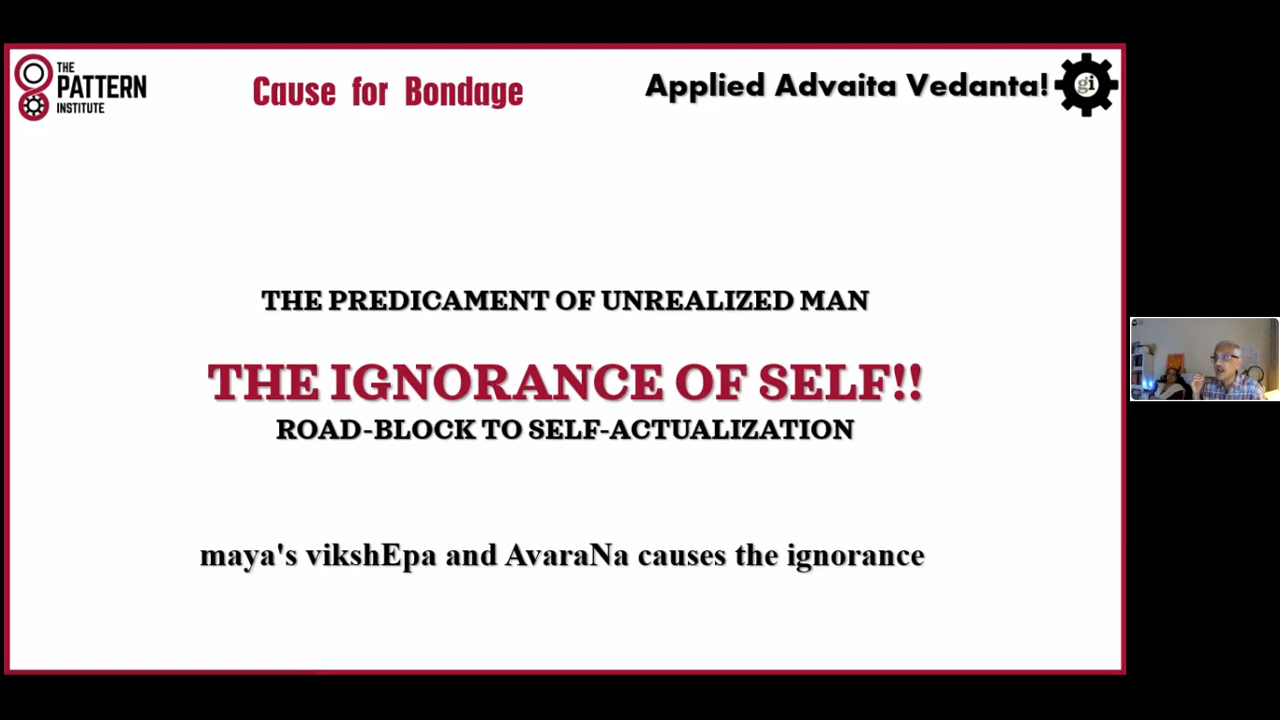 THE
PATTERN
INSTITUTE
Cause for Bondage
Applied Advaita Vedanta!
gi
THE PREDICAMENT OF UNREALIZED MAN
THE IGNORANCE OF SELF!!
ROAD-BLOCK TO SELF-ACTUALIZATION
maya's vikshEpa and AvaraNa causes the ignorance